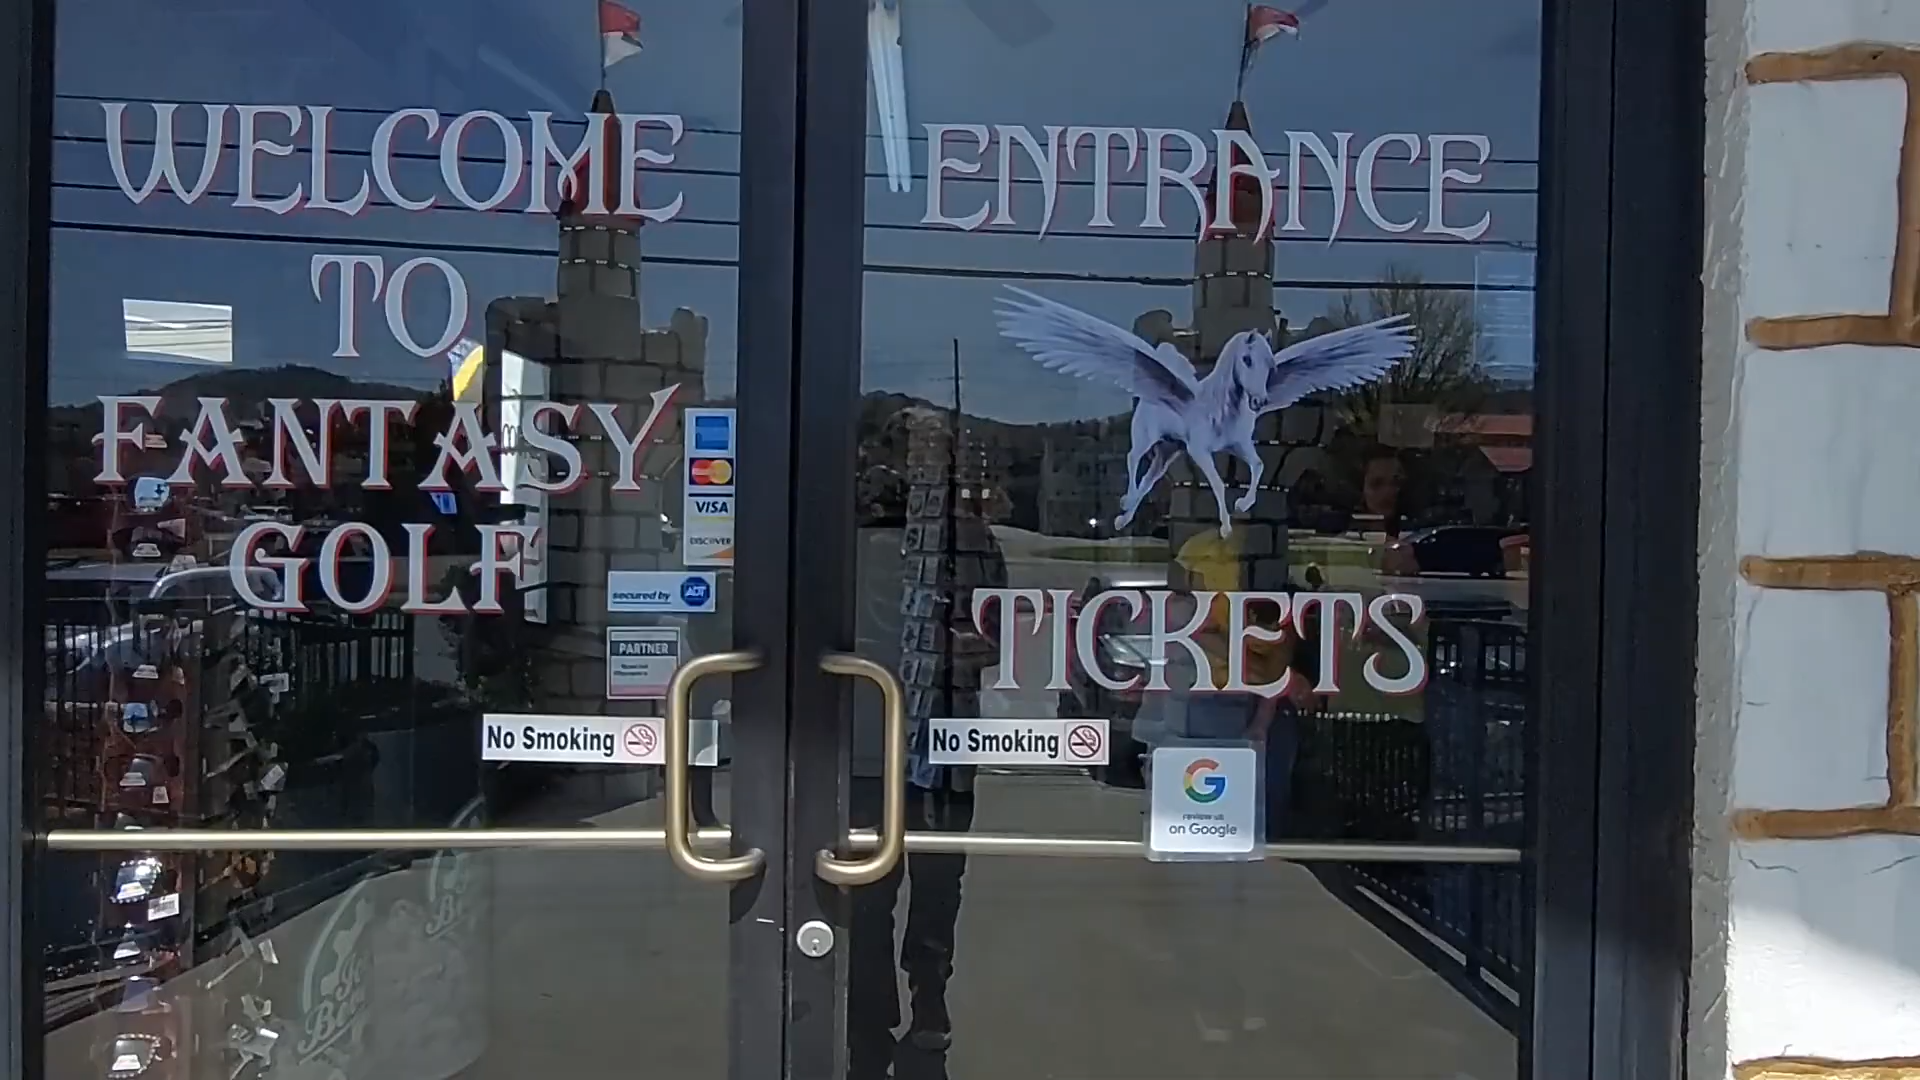 WELCOME
TO
FANTASY
GOLF
VISA
DISCOVER
secured by ADT
PARTNER
No Smoking
ENTRANCE
TICKETS
No Smoking
G
review us
on Google